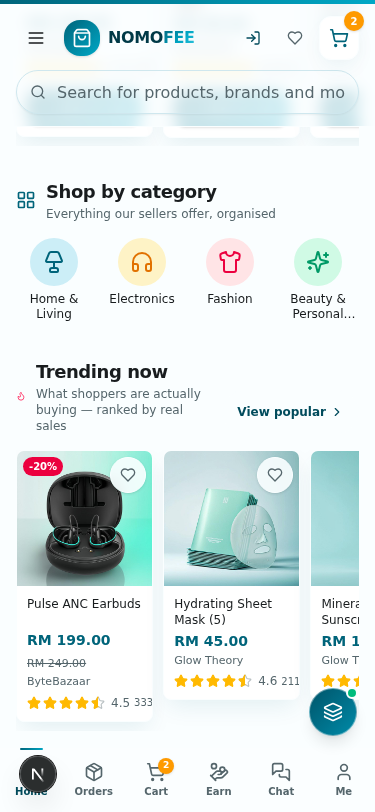 2
NOMOFEE
Search for products, brands and mo
Shop by category
Everything our sellers offer, organised
Home & Living
Electronics
Fashion
Beauty & Personal...
Trending now
What shoppers are actually
buying — ranked by real
sales
View popular
-20%
Pulse ANC Earbuds
RM 199.00
RM 249.00
ByteBazaar
4.5 333
Hydrating Sheet
Mask (5)
RM 45.00
Glow Theory
4.6 211
Minera
Sunscr
RM 1
Glow T
N
2
Home
Orders
Cart
Earn
Chat
Me